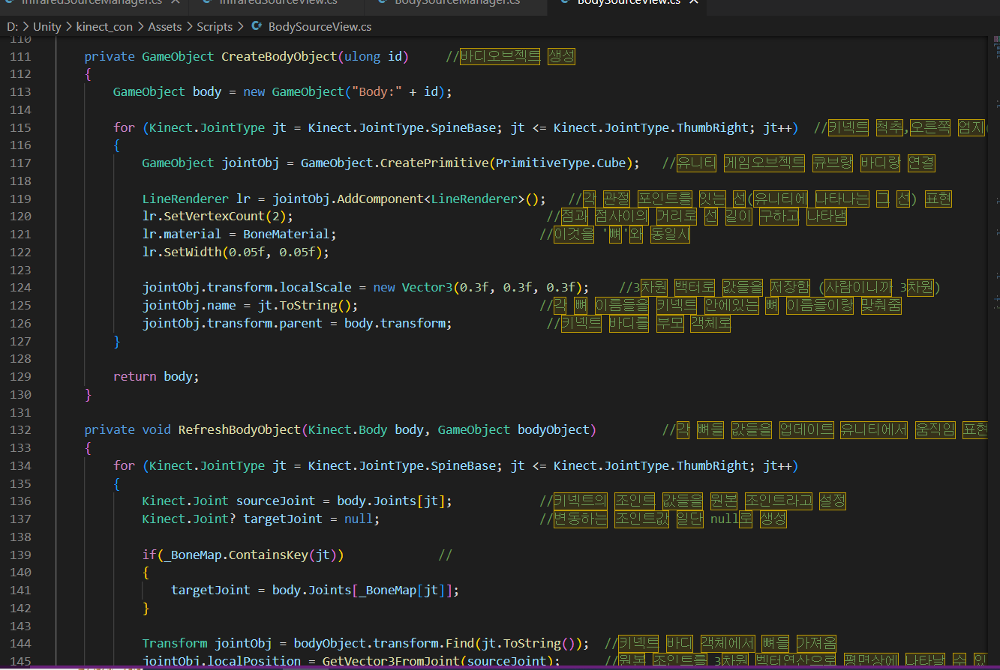 InfraredSourceManager.cs InfraredSourceView.cs BodySourceManager.cs BodySourceView.cs
D: > Unity > kinect_con > Assets > Scripts > BodySourceView.cs
110
111 private GameObject CreateBodyObject(ulong id) //바디오브젝트 생성
112 {
113 GameObject body = new GameObject("Body:" + id);
114
115 for (Kinect.JointType jt = Kinect.JointType.SpineBase; jt <= Kinect.JointType.ThumbRight; jt++) //키넥트 척추,오른쪽 엄지(
116 {
117 GameObject jointObj = GameObject.CreatePrimitive(PrimitiveType.Cube); //유니티 게임오브젝트 큐브랑 바디랑 연결
118
119 LineRenderer lr = jointObj.AddComponent<LineRenderer>(); //각 관절 포인트를 잇는 선(유니티에 나타나는 그 선) 표현
120 lr.SetVertexCount(2); //점과 점사이의 거리로 선 길이 구하고 나타냄
121 lr.material = BoneMaterial; //이것을 '뼈'와 동일시
122 lr.SetWidth(0.05f, 0.05f);
123
124 jointObj.transform.localScale = new Vector3(0.3f, 0.3f, 0.3f); //3차원 백터로 값들을 저장함 (사람이니까 3차원)
125 jointObj.name = jt.ToString(); //각 뼈 이름들을 키넥트 안에있는 뼈 이름들이랑 맞춰줌
126 jointObj.transform.parent = body.transform; //키넥트 바디를 부모 객체로
127 }
128
129 return body;
130 }
131
132 private void RefreshBodyObject(Kinect.Body body, GameObject bodyObject) //각 뼈들 값들을 업데이트 유니티에서 움직임 표현
133 {
134 for (Kinect.JointType jt = Kinect.JointType.SpineBase; jt <= Kinect.JointType.ThumbRight; jt++)
135 {
136 Kinect.Joint sourceJoint = body.Joints[jt]; //키넥트의 조인트 값들을 원본 조인트라고 설정
137 Kinect.Joint? targetJoint = null; //변동하는 조인트값 일단 null로 생성
138
139 if(_BoneMap.ContainsKey(jt)) //
140 {
141 targetJoint = body.Joints[_BoneMap[jt]];
142 }
143
144 Transform jointObj = bodyObject.transform.Find(jt.ToString()); //키넥트 바디 객체에서 뼈들 가져옴
145 jointObj.localPosition = GetVector3FromJoint(sourceJoint); //원본 조인트를 3차원 벡터연산으로 평면상에 나타낼 수 있